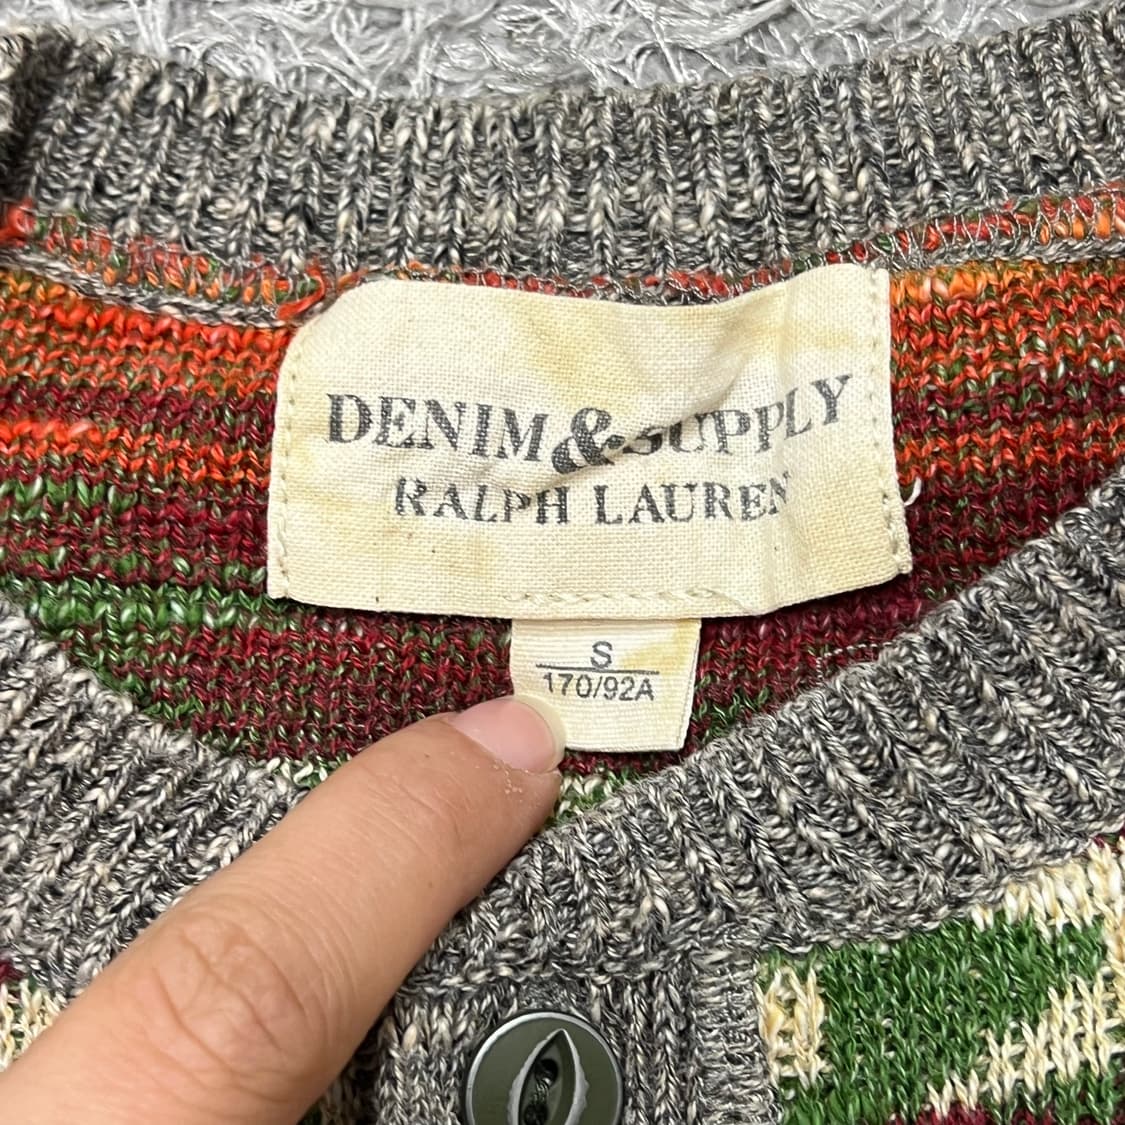 DENIM & SUPPLY
RALPH LAUREN
S
170/92A